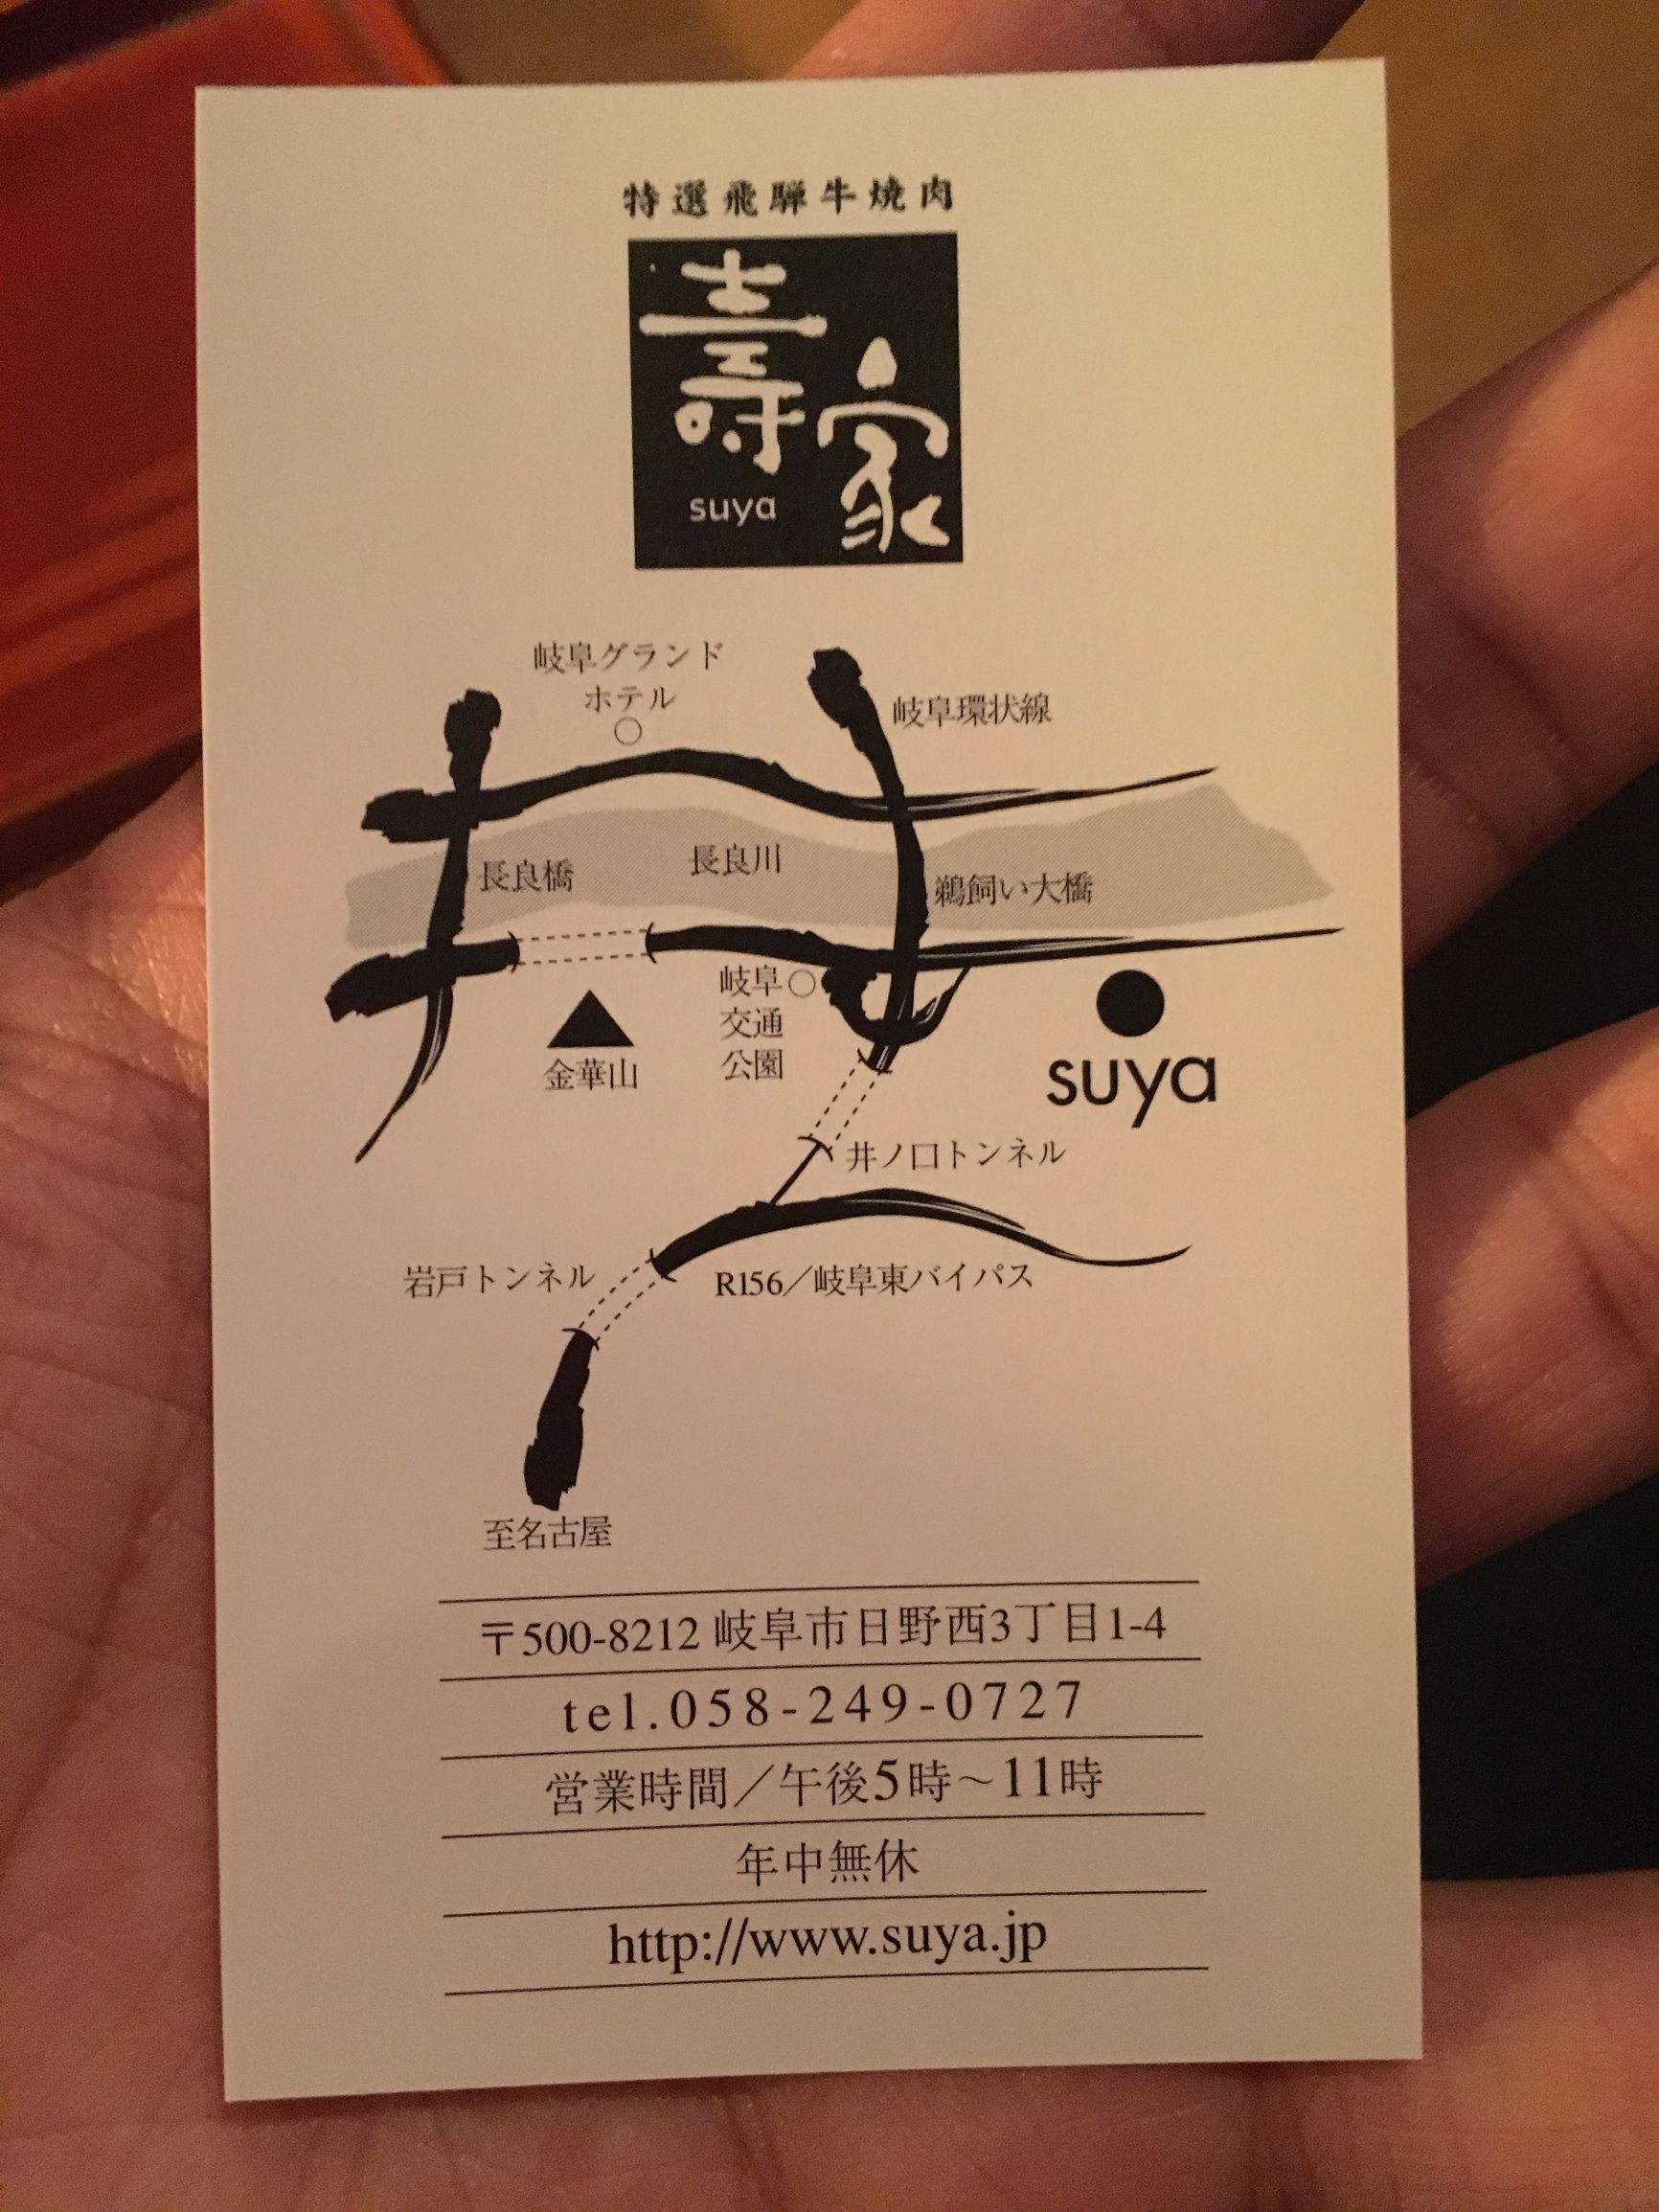 特選飛騨牛焼肉
壽家
suya
岐阜グランド
ホテル
岐阜環状線
長良橋
長良川
鵜飼い大橋
岐阜
交通
公園
金華山
suya
井ノ口トンネル
岩戸トンネル
R156／岐阜東バイパス
至名古屋
〒500-8212 岐阜市日野西3丁目1-4
tel.058-249-0727
営業時間／午後5時～11時
年中無休
http://www.suya.jp